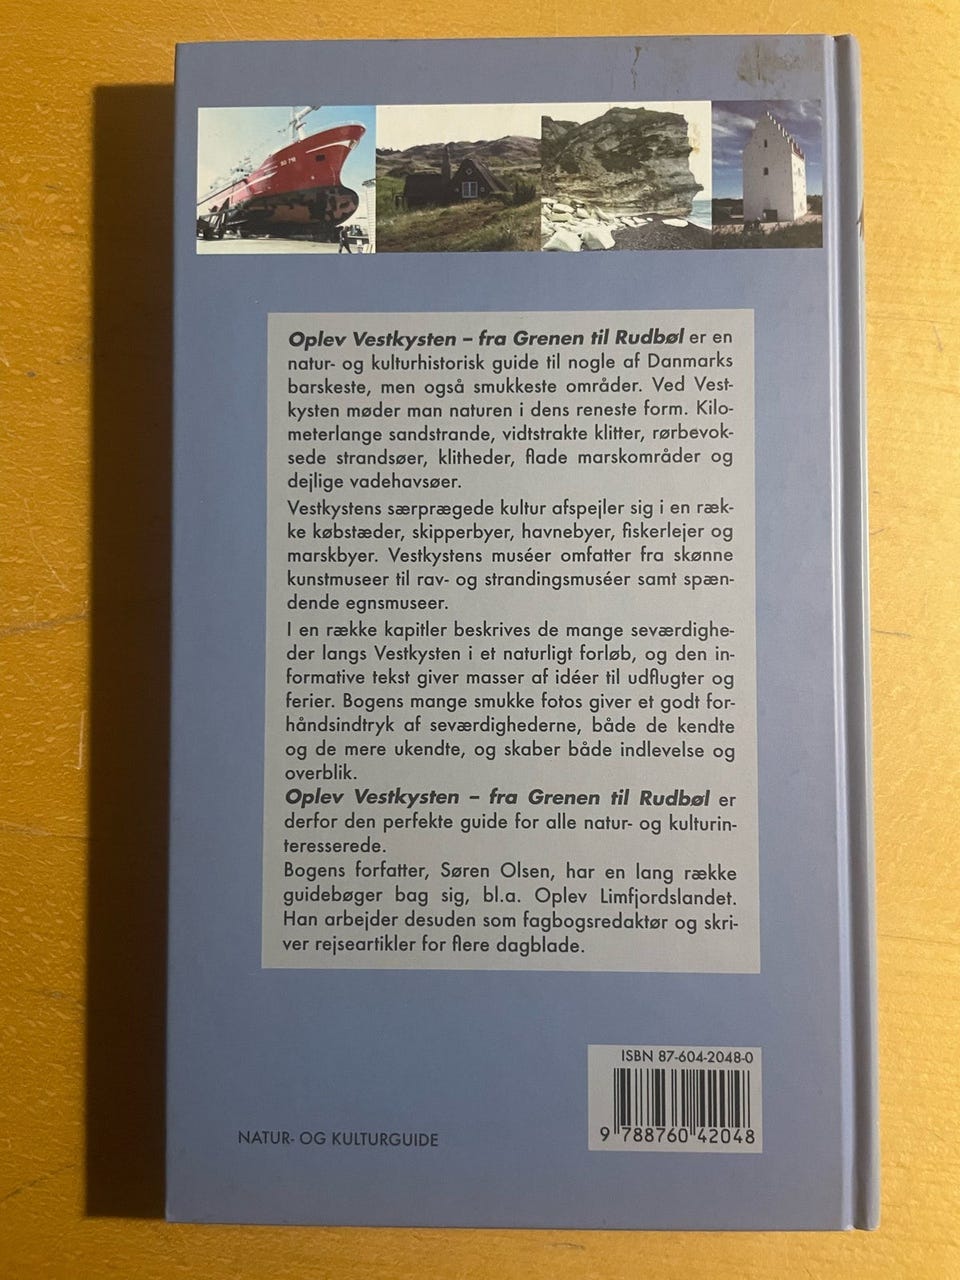 Oplev Vestkysten – fra Grenen til Rudbøl er en
natur- og kulturhistorisk guide til nogle af Danmarks
barskeste, men også smukkeste områder. Ved Vest-
kysten møder man naturen i dens reneste form. Kilo-
meterlange sandstrande, vidtstrakte klitter, rørbevok-
sede strandsøer, klitheder, flade marskområder og
dejlige vadehavsøer.
Vestkystens særprægede kultur afspejler sig i en ræk-
ke købstæder, skipperbyer, havnebyer, fiskerlejer og
marskbyer. Vestkystens muséer omfatter fra skønne
kunstmuseer til rav- og strandingsmuséer samt spæn-
dende egnsmuseer.
I en række kapitler beskrives de mange seværdighe-
der langs Vestkysten i et naturligt forløb, og den in-
formative tekst giver masser af idéer til udflugter og
ferier. Bogens mange smukke fotos giver et godt for-
håndsindtryk af seværdighederne, både de kendte
og de mere ukendte, og skaber både indlevelse og
overblik.
Oplev Vestkysten – fra Grenen til Rudbøl er
derfor den perfekte guide for alle natur- og kulturin-
teresserede.
Bogens forfatter, Søren Olsen, har en lang række
guidebøger bag sig, bl.a. Oplev Limfjordslandet.
Han arbejder desuden som fagbogsredaktør og skri-
ver rejseartikler for flere dagblade.
ISBN 87-604-2048-0
9 788760 42048
NATUR- OG KULTURGUIDE